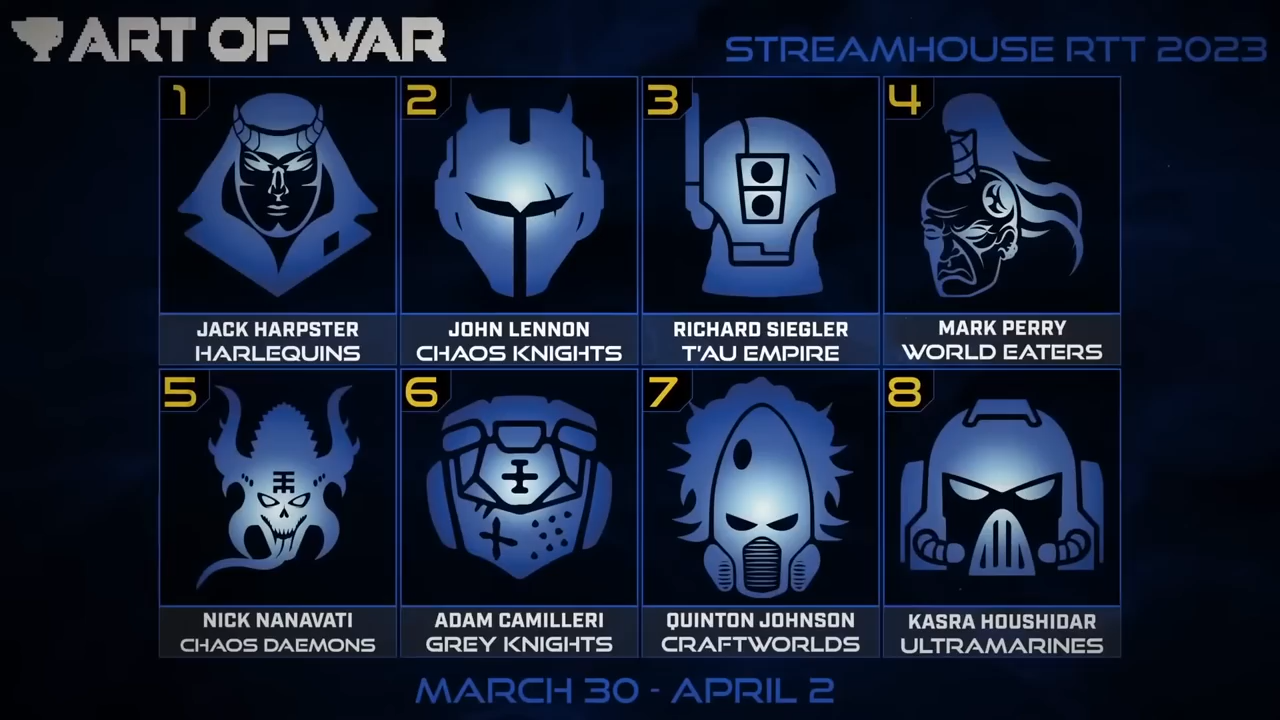 ART OF WAR
STREAMHOUSE RTT 2023
1
2
3
4
JACK HARPSTER
HARLEQUINS
JOHN LENNON
CHAOS KNIGHTS
RICHARD SIEGLER
T'AU EMPIRE
MARK PERRY
WORLD EATERS
5
6
7
8
NICK NANAVATI
CHAOS DAEMONS
ADAM CAMILLERI
GREY KNIGHTS
QUINTON JOHNSON
CRAFTWORLDS
KASRA HOUSHIDAR
ULTRAMARINES
MARCH 30 - APRIL 2